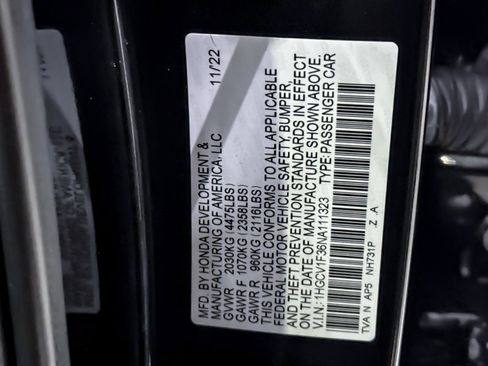 MFD. BY HONDA DEVELOPMENT & 11/22
MANUFACTURING OF AMERICA, LLC
GVWR 2030KG (4475LBS)
GAWR F 1070KG (2358LBS)
GAWR R 960KG (2116LBS)
THIS VEHICLE CONFORMS TO ALL APPLICABLE
FEDERAL MOTOR VEHICLE SAFETY, BUMPER,
AND THEFT PREVENTION STANDARDS IN EFFECT
ON THE DATE OF MANUFACTURE SHOWN ABOVE.
V.I.N: 1HGCV1F36NA111323 TYPE:PASSENGER CAR
TVA N AP5 NH731P Z A